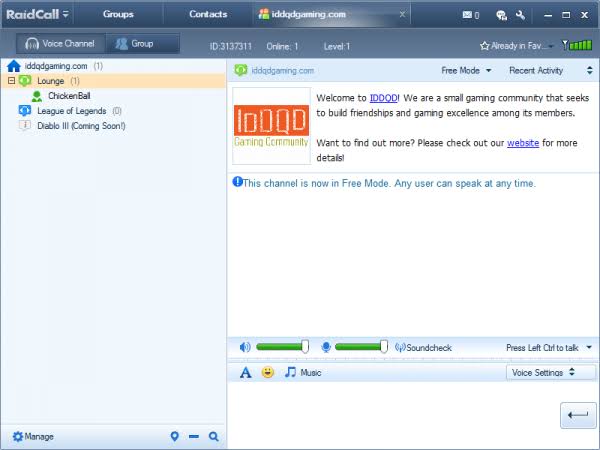 RaidCall
Groups
Contacts
iddqdgaming.com
0
Voice Channel
Group
ID:3137311
Online: 1
Level:1
Already in Fav...
iddqdgaming.com (1)
Lounge (1)
ChickenBall
League of Legends (0)
Diablo III (Coming Soon!)
Manage
iddqdgaming.com
Free Mode
Recent Activity
IDDQD
Gaming Community
Welcome to IDDQD! We are a small gaming community that seeks
to build friendships and gaming excellence among its members.
Want to find out more? Please check out our website for more
details!
This channel is now in Free Mode. Any user can speak at any time.
Soundcheck
Press Left Ctrl to talk
A
Music
Voice Settings